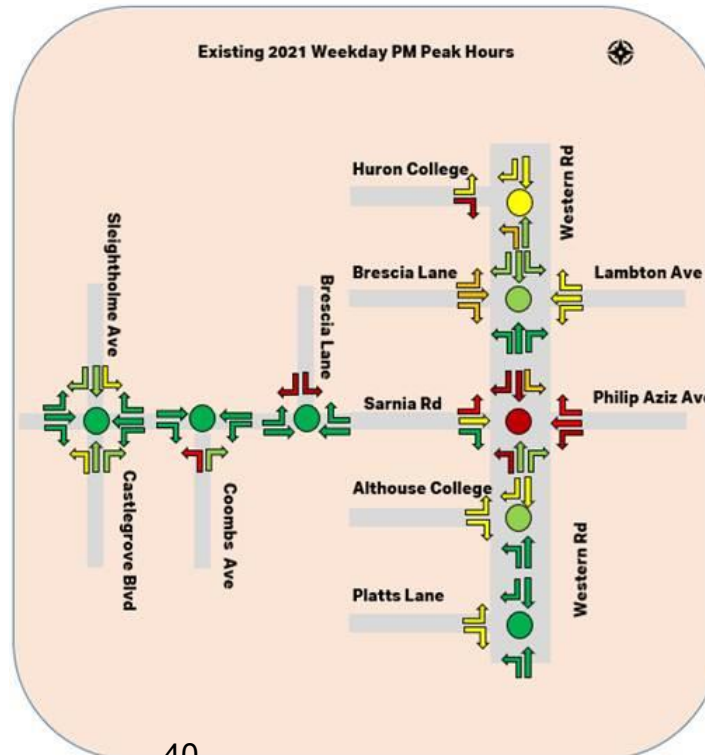 Existing 2021 Weekday PM Peak Hours
Huron College
Western Rd
Sleightholme Ave
Brescia Lane
Brescia Lane
Lambton Ave
Sarnia Rd
Philip Aziz Ave
Castlegrove Blvd
Coombs Ave
Althouse College
Western Rd
Platts Lane
40